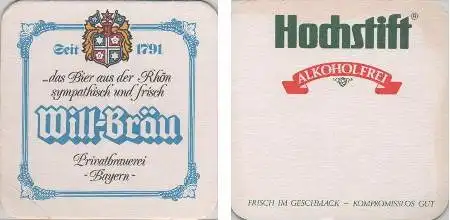 Seit 1791
„das Bier aus der Rhön
sympathisch und frisch
Will-Bräu
Privatbrauerei
-Bayern-
Hochstift®
ALKOHOLFREI
FRISCH IM GESCHMACK – KOMPROMISSLOS GUT